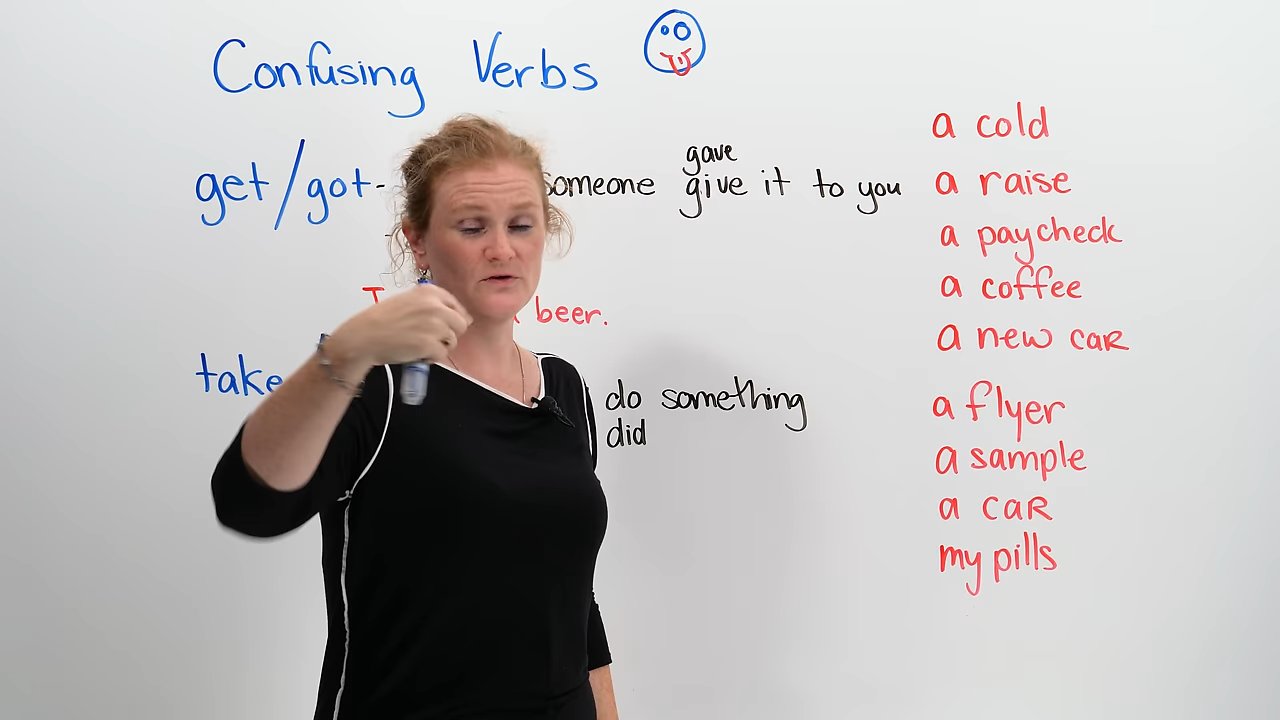 Confusing Verbs
get/got-
someone give it to you
gave
I
beer.
take
do something
did
a cold
a raise
a paycheck
a coffee
a new car
a flyer
a sample
a car
my pills